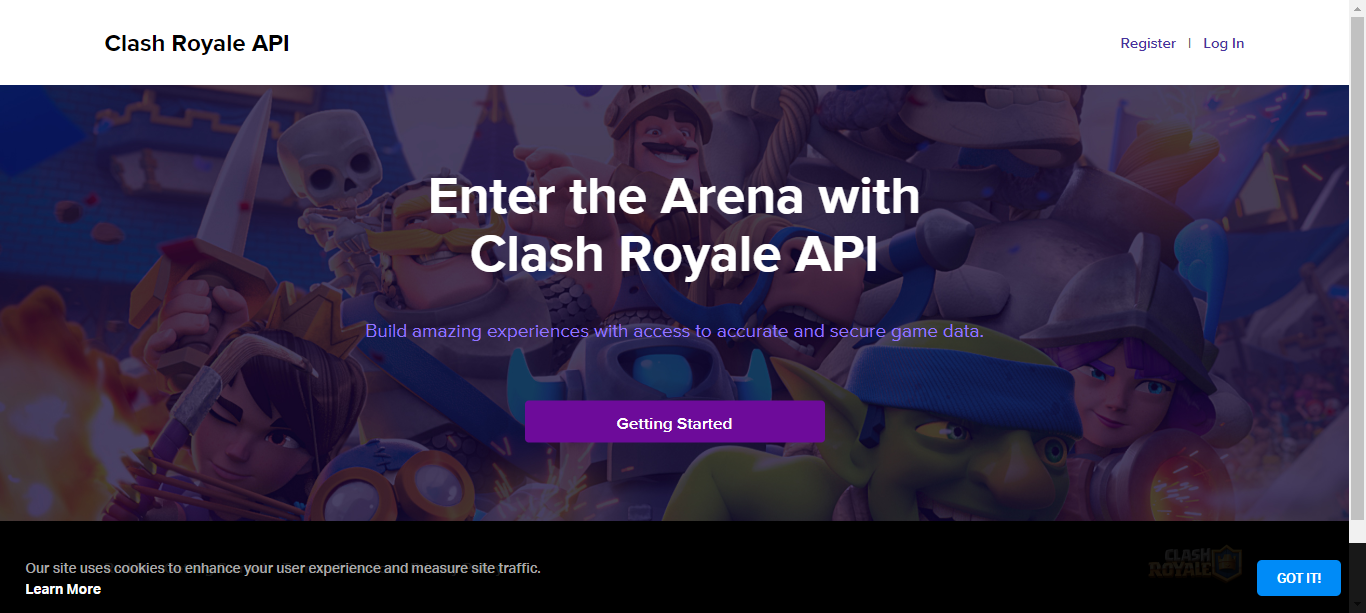 Clash Royale API
Register | Log In
Enter the Arena with
Clash Royale API
Build amazing experiences with access to accurate and secure game data.
Getting Started
Our site uses cookies to enhance your user experience and measure site traffic.
Learn More
CLASH
ROYALE
GOT IT!